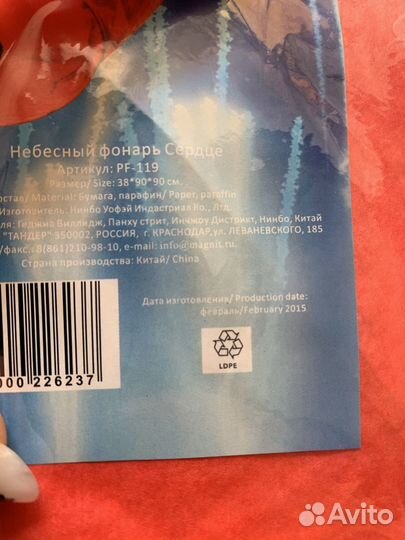 Небесный фонарь Сердце
Артикул: PF-119
Размер/ Size: 38*90*90 см.
Material: Бумага, парафин/ Paper, paraffin
Изготовитель: Нинбо Уофэй Индастриал Ко., Лтд.
Геджиа Виллидж, Панху стрит, Инчжоу Дистрикт, Нинбо, Китай
"ТАНДЕР"350002, РОССИЯ, г. КРАСНОДАР,ул. ЛЕВАНЕВСКОГО, 185
/факс.+8(861)210-98-10, e-mail: info@magnit.ru.
Страна производства: Китай/ China
Дата изготовления/ Production date:
февраль/February 2015
000 226237
LDPE
Avito